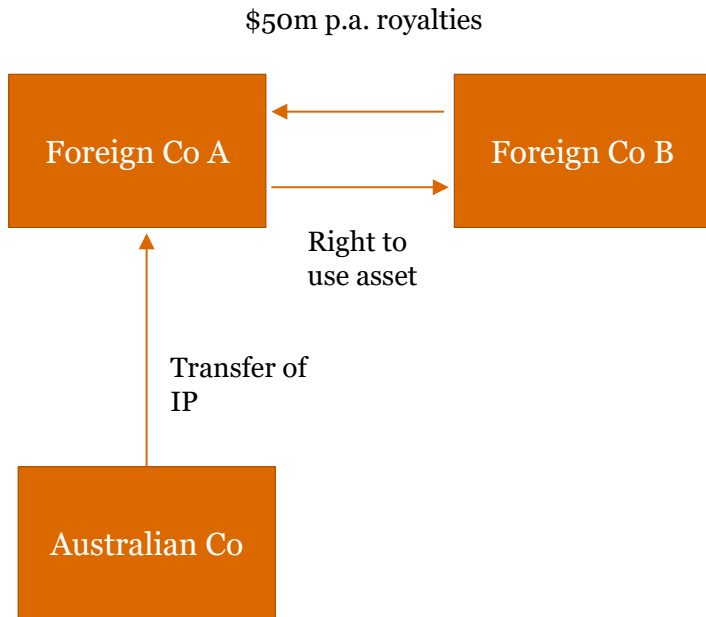 $50m p.a. royalties
Foreign Co A
Foreign Co B
Right to
use asset
Transfer of
IP
Australian Co